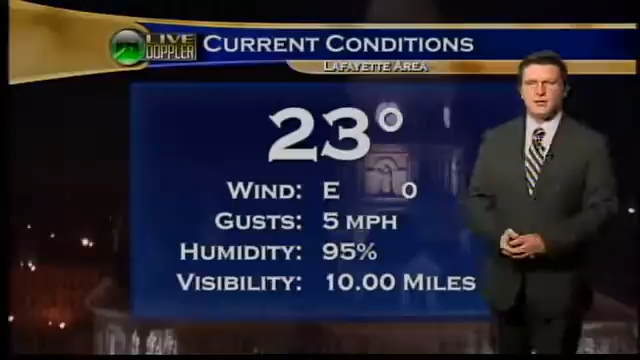 LIVE
DOPPLER
CURRENT CONDITIONS
LAFAYETTE AREA
23°
WIND: E 0
GUSTS: 5 MPH
HUMIDITY: 95%
VISIBILITY: 10.00 MILES